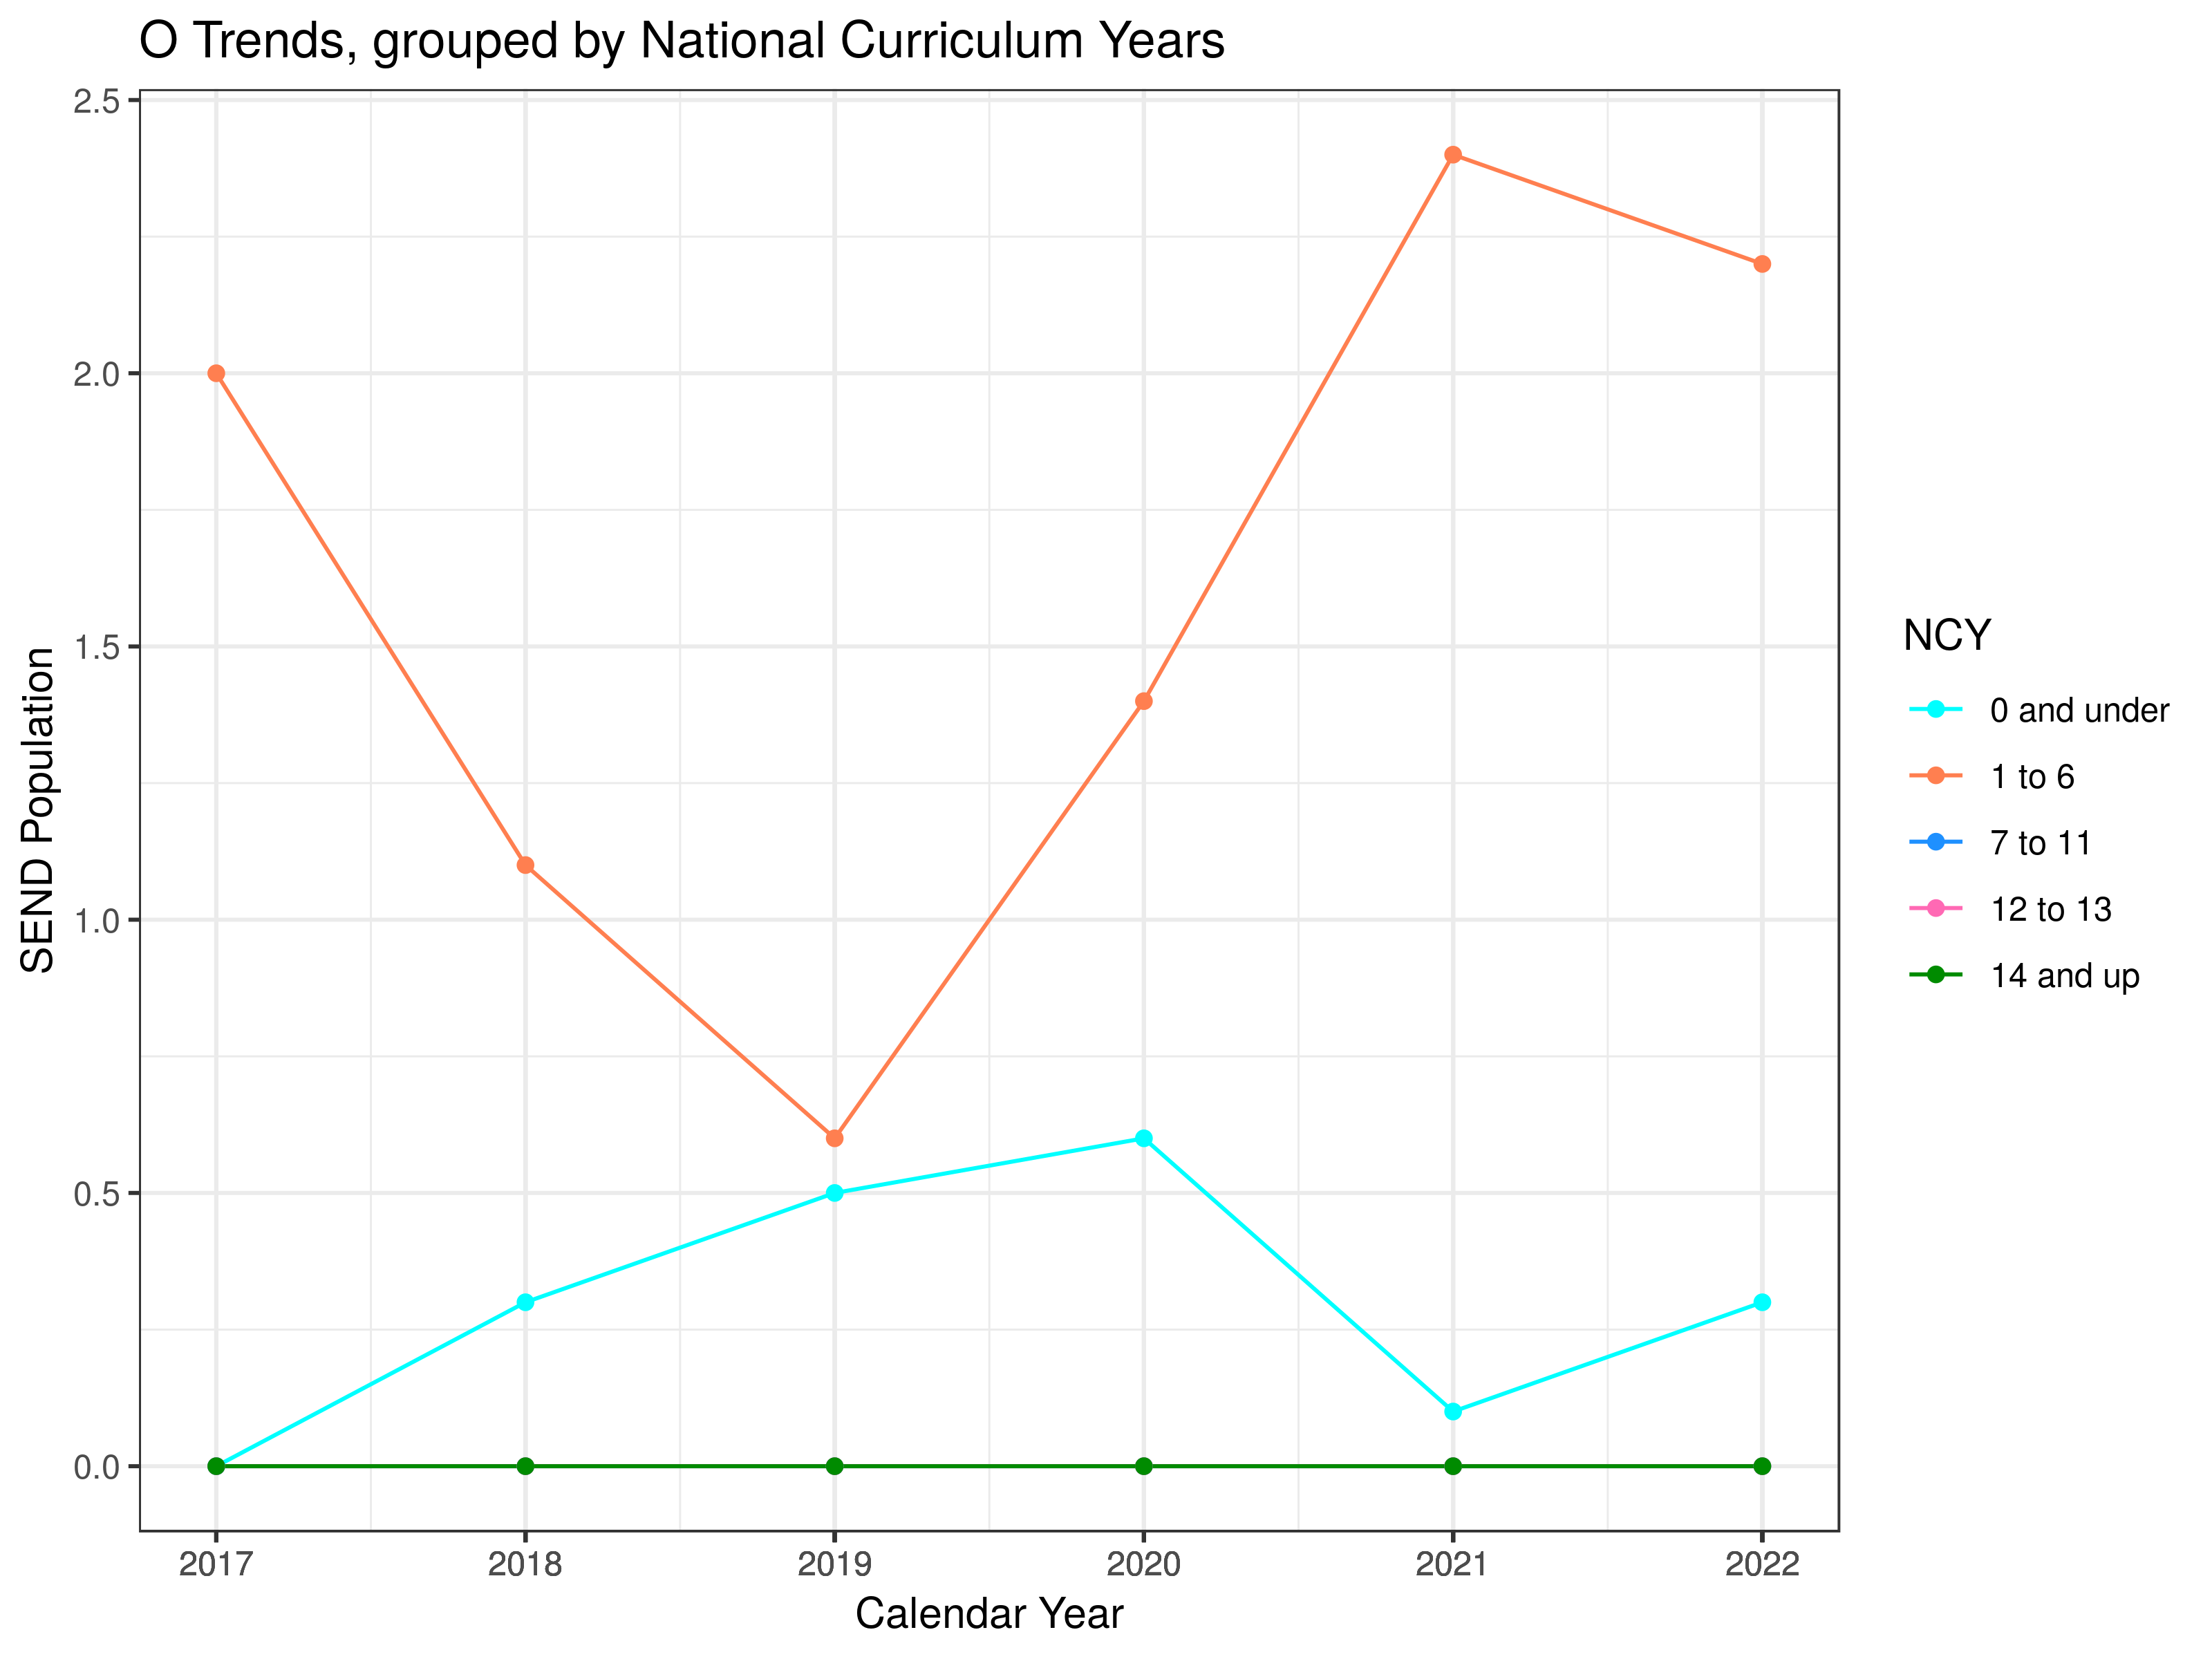 O Trends, grouped by National Curriculum Years
2.5
2.0
1.5
1.0
0.5
0.0
SEND Population
2017 2018 2019 2020 2021 2022
Calendar Year
NCY
0 and under
1 to 6
7 to 11
12 to 13
14 and up